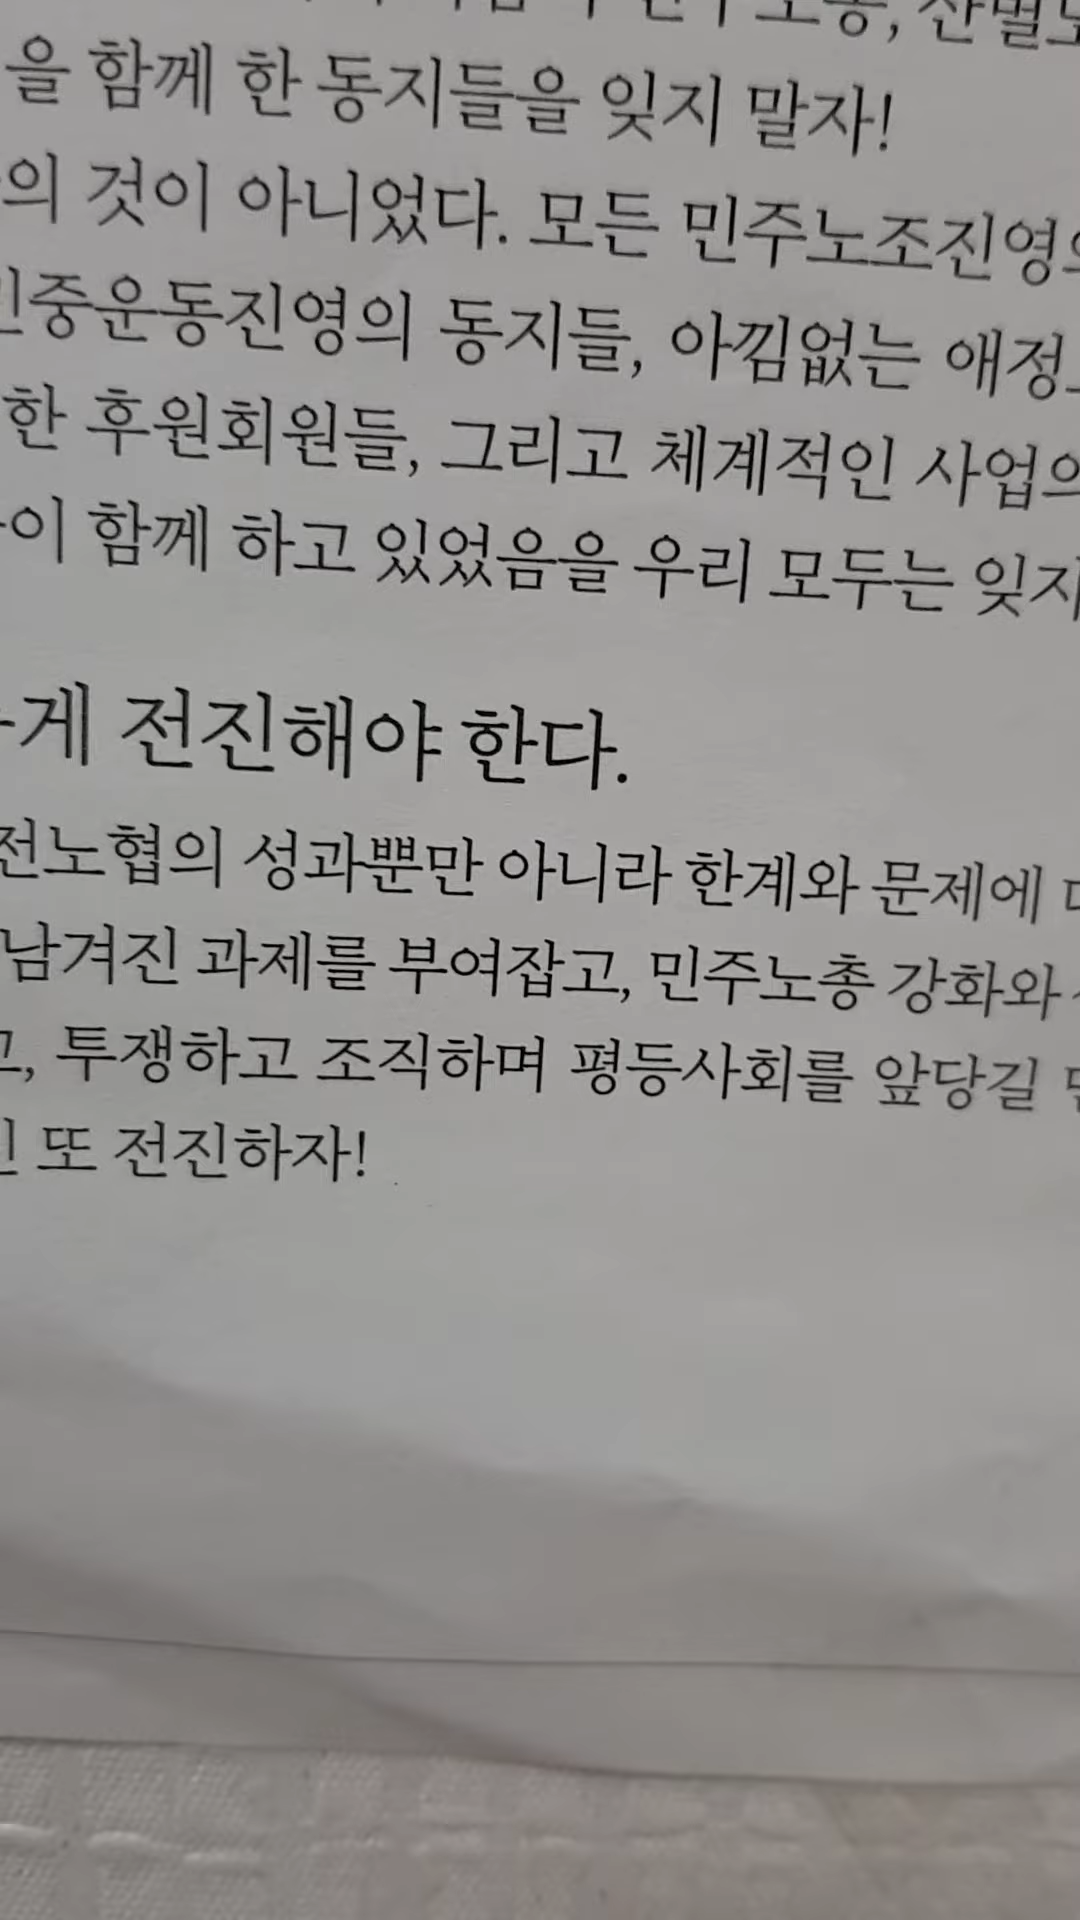 산별
을 함께 한 동지들을 잊지 말자!
의 것이 아니었다. 모든 민주노조진영의
민중운동진영의 동지들, 아낌없는 애정
한 후원회원들, 그리고 체계적인 사업의
이 함께 하고 있었음을 우리 모두는 잊지
게 전진해야 한다.
전노협의 성과뿐만 아니라 한계와 문제에
남겨진 과제를 부여잡고, 민주노총 강화와
투쟁하고 조직하며 평등사회를 앞당길
또 전진하자!